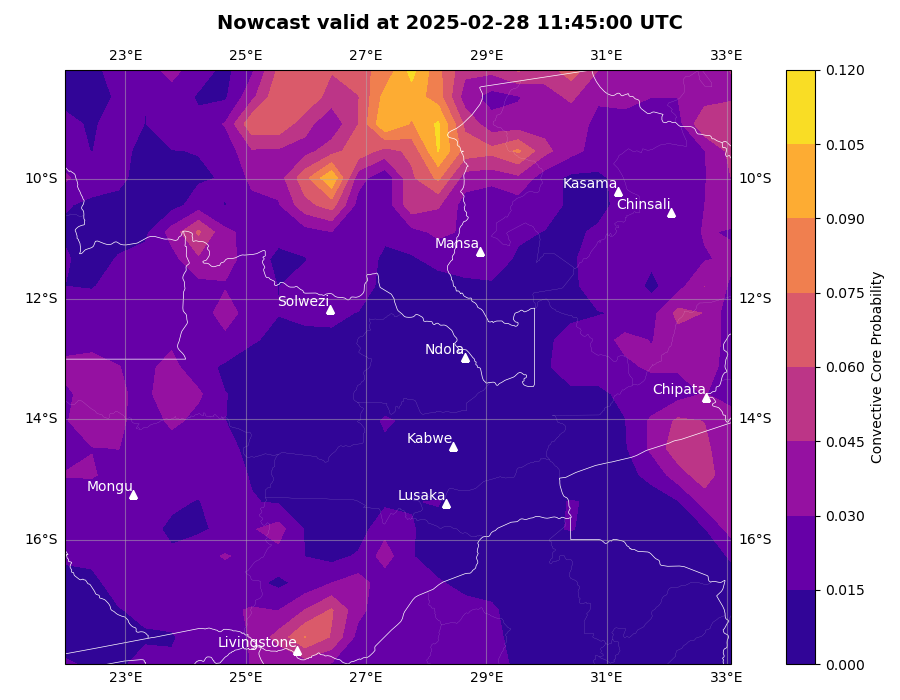 Nowcast valid at 2025-02-28 11:45:00 UTC
23°E 25°E 27°E 29°E 31°E 33°E
0.120
0.105
10°S 10°S
Kasama
Chinsali
0.090
Mansa
0.075
12°S 12°S
Solwezi
Convective Core Probability
0.060
Ndola
Chipata
14°S 14°S
0.045
Kabwe
Mongu
Lusaka
0.030
16°S 16°S
0.015
Livingstone
0.000
23°E 25°E 27°E 29°E 31°E 33°E